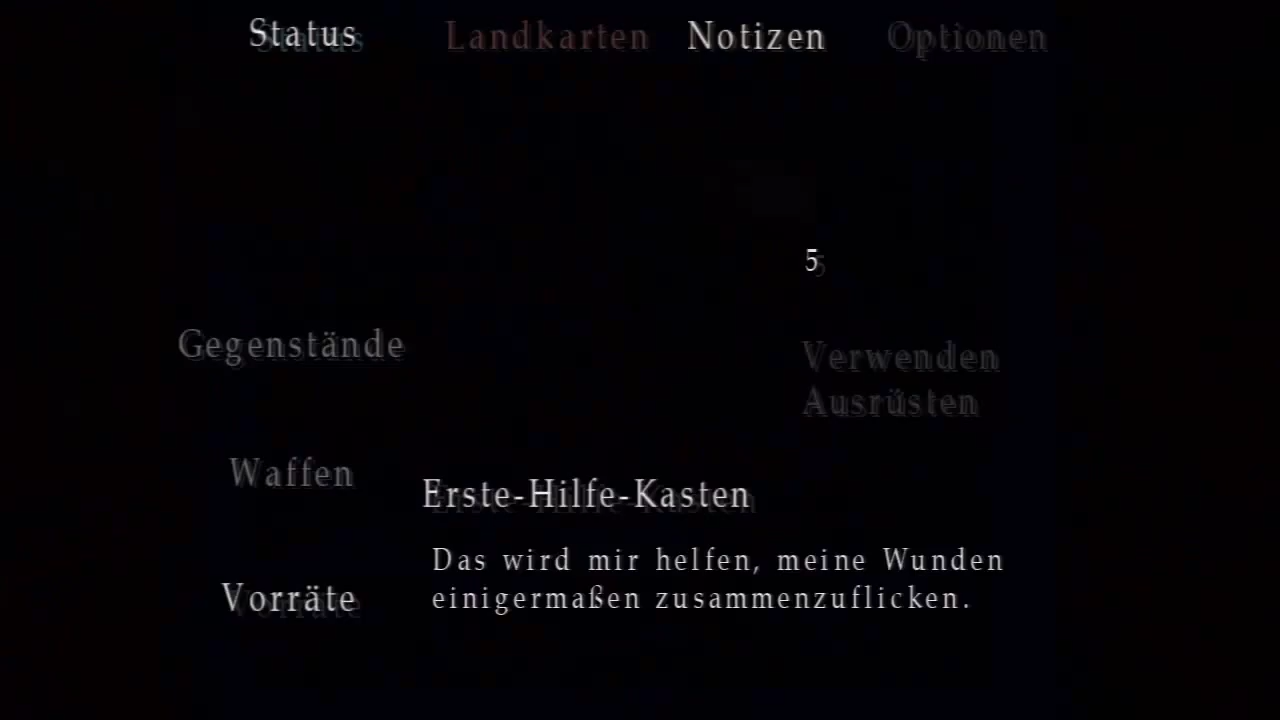 Status Landkarten Notizen Optionen
5
Gegenstände
Verwenden
Ausrüsten
Waffen
Erste-Hilfe-Kasten
Das wird mir helfen, meine Wunden
einigermaßen zusammenzuflicken.
Vorräte